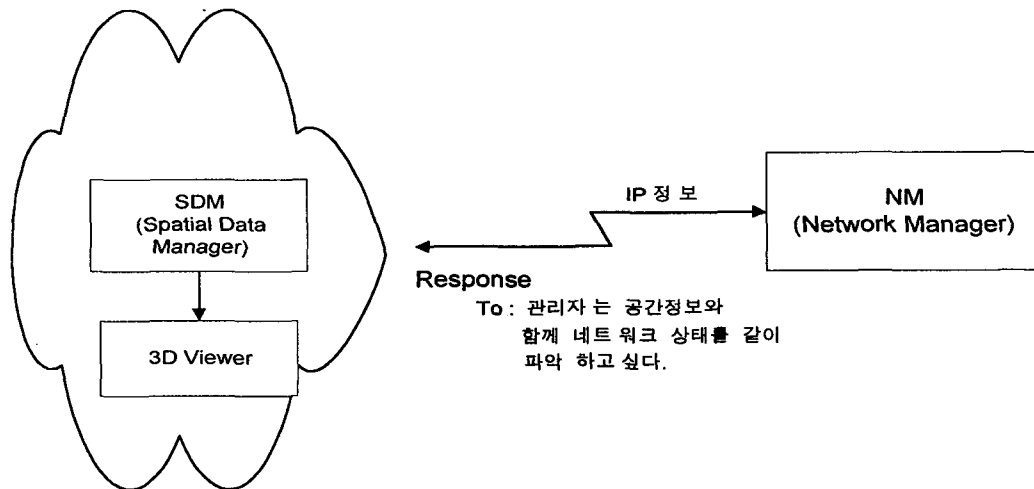 SDM
(Spatial Data
Manager)
3D Viewer
IP 정 보
NM
(Network Manager)
Response
To : 관리자 는 공간정보와
함께 네트 워크 상태를 같이
파악 하고 싶다.